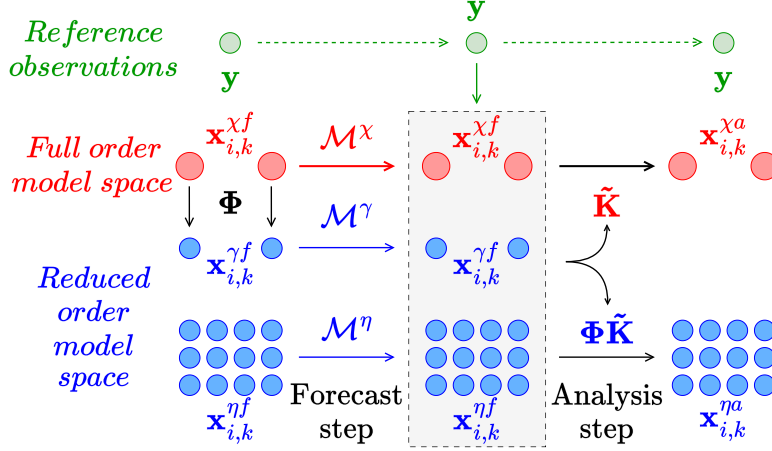 y
Reference
observations
y y
x_{i,k}^{χf} ℳ^χ x_{i,k}^{χf} x_{i,k}^{χa}
Full order
model space
Φ ℳ^γ K̃
x_{i,k}^{γf} x_{i,k}^{γf}
Reduced
order
model
space
ℳ^η ΦK̃
Forecast
step
Analysis
step
x_{i,k}^{ηf} x_{i,k}^{ηf} x_{i,k}^{ηa}